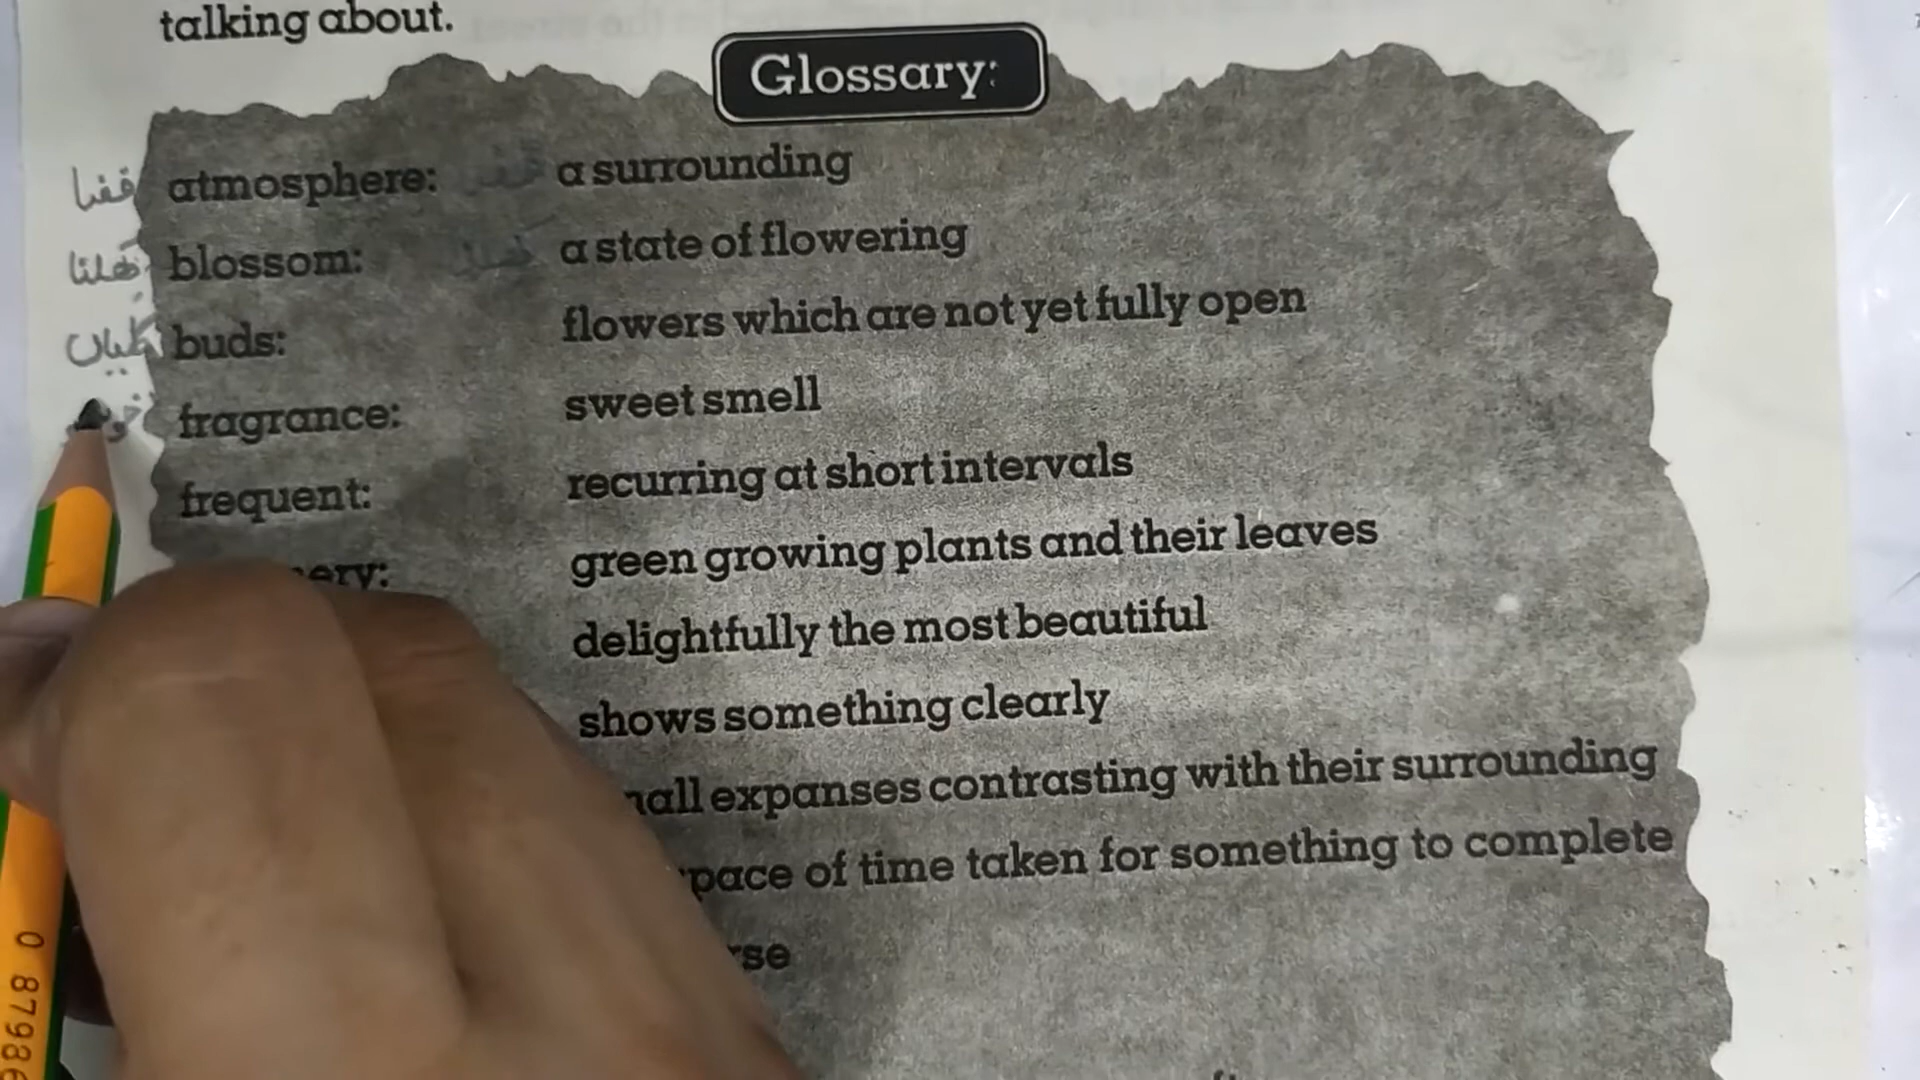 talking about.
Glossary:
فضا atmosphere: a surrounding
کھلنا blossom: a state of flowering
کلیاں buds: flowers which are not yet fully open
fragrance: sweet smell
frequent: recurring at short intervals
green growing plants and their leaves
delightfully the most beautiful
shows something clearly
expanses contrasting with their surrounding
of time taken for something to complete
0 87986